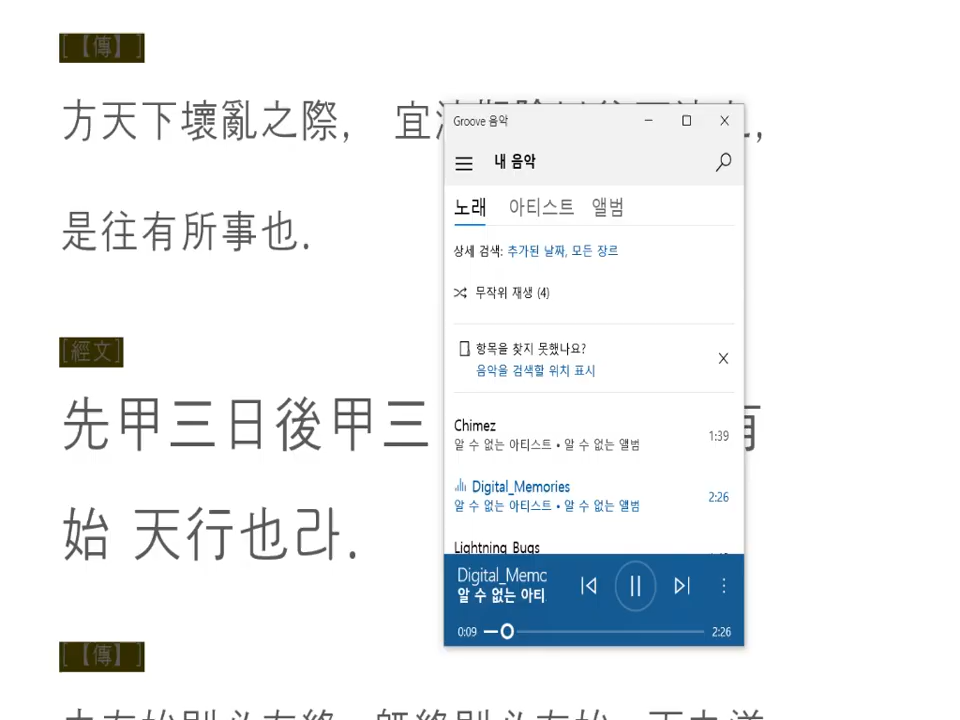 [ 【傳】 ]
方天下壞亂之際, 宜
是往有所事也.
[經文]
先甲三日後甲三
始 天行也라.
[ 【傳】 ]
Groove 음악
내 음악
노래 아티스트 앨범
상세 검색: 추가된 날짜, 모든 장르
무작위 재생 (4)
항목을 찾지 못했나요?
음악을 검색할 위치 표시
Chimez
알 수 없는 아티스트 • 알 수 없는 앨범
1:39
Digital_Memories
알 수 없는 아티스트 • 알 수 없는 앨범
2:26
Lightning Bugs
Digital_Memc
알 수 없는 아티
0:09 2:26